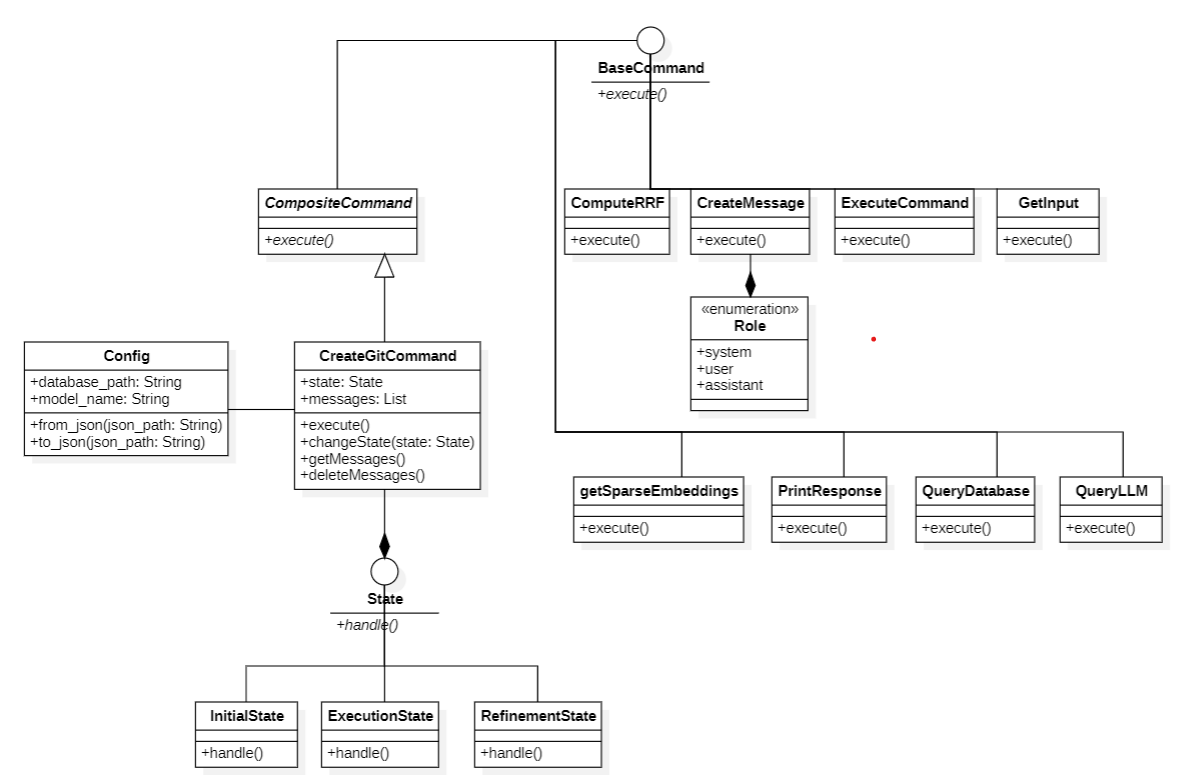 BaseCommand
+execute()
CompositeCommand
+execute()
ComputeRRF
+execute()
CreateMessage
+execute()
ExecuteCommand
+execute()
GetInput
+execute()
«enumeration»
Role
+system
+user
+assistant
Config
+database_path: String
+model_name: String
+from_json(json_path: String)
+to_json(json_path: String)
CreateGitCommand
+state: State
+messages: List
+execute()
+changeState(state: State)
+getMessages()
+deleteMessages()
getSparseEmbeddings
+execute()
PrintResponse
+execute()
QueryDatabase
+execute()
QueryLLM
+execute()
State
+handle()
InitialState
+handle()
ExecutionState
+handle()
RefinementState
+handle()